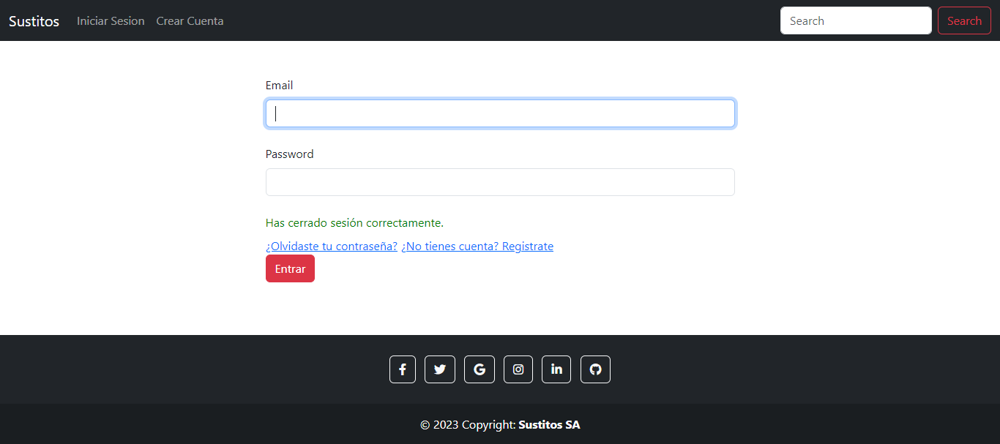 Sustitos Iniciar Sesion Crear Cuenta Search Search
Email
Password
Has cerrado sesión correctamente.
¿Olvidaste tu contraseña? ¿No tienes cuenta? Registrate
Entrar
© 2023 Copyright: Sustitos SA